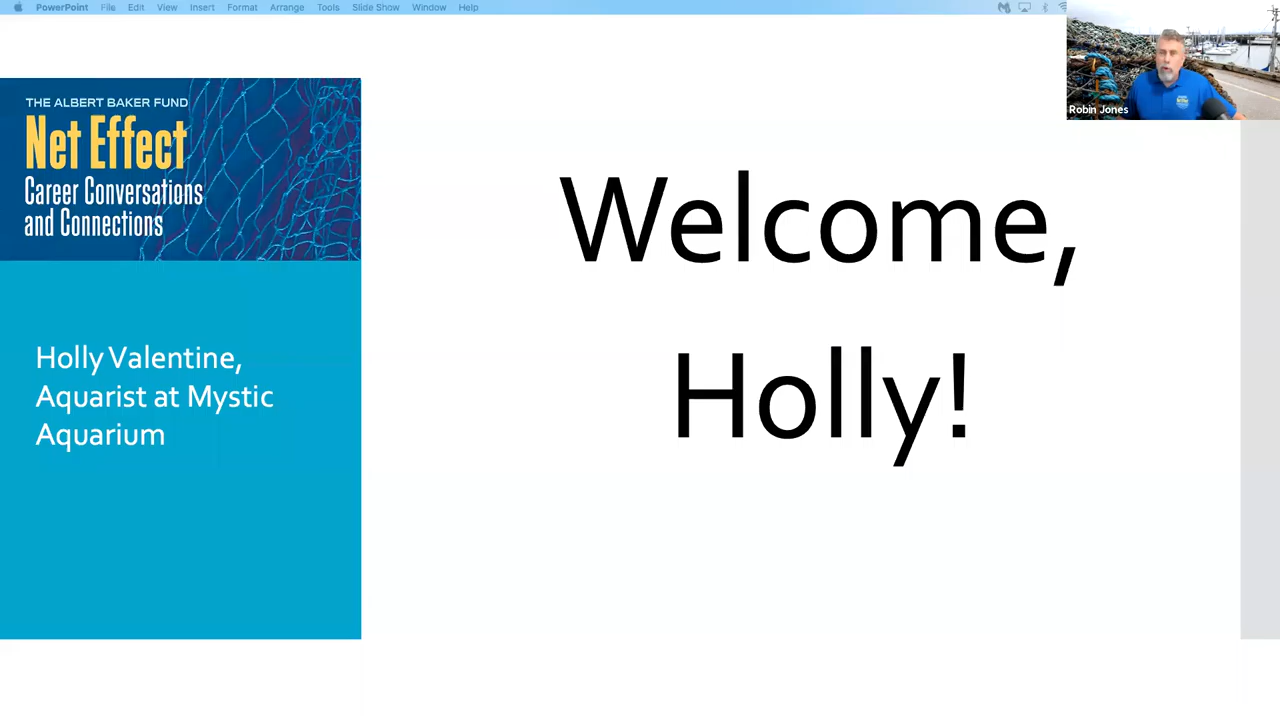 PowerPoint File Edit View Insert Format Arrange Tools Slide Show Window Help
Robin Jones
THE ALBERT BAKER FUND
Net Effect
Career Conversations
and Connections
Welcome,
Holly!
Holly Valentine,
Aquarist at Mystic
Aquarium